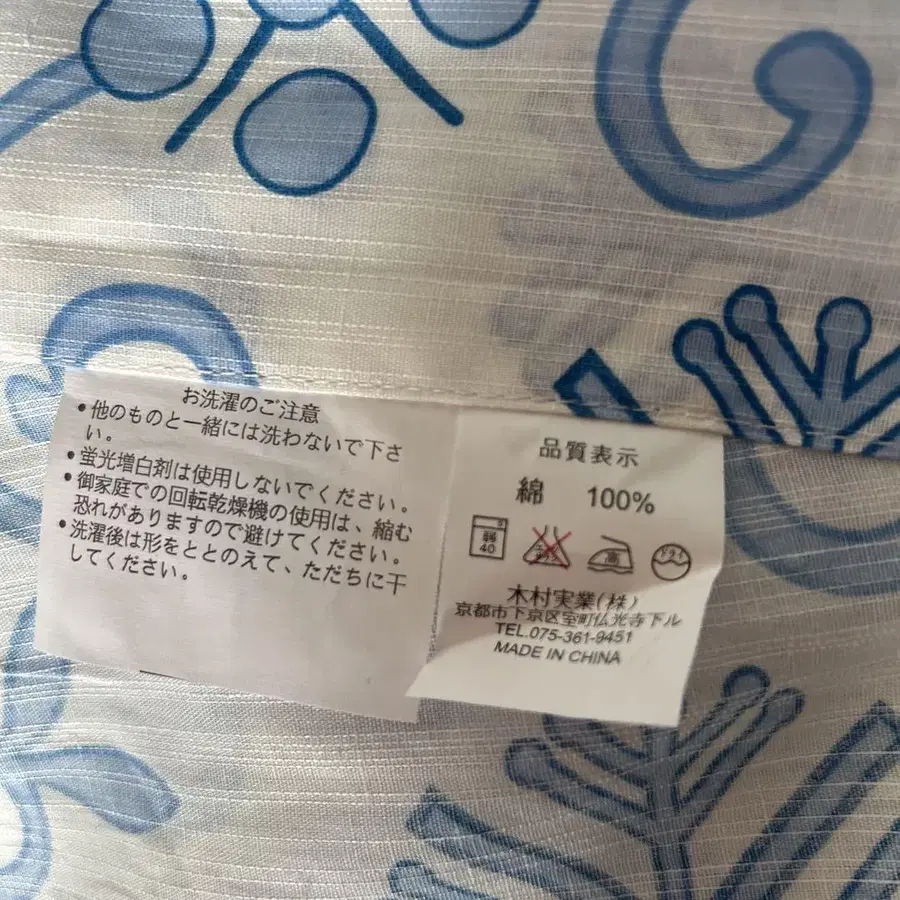 お洗濯のご注意
•他のものと一緒には洗わないで下さ
い。
•蛍光増白剤は使用しないでください。
•御家庭での回転乾燥機の使用は、縮む
恐れがありますので避けてください。
•洗濯後は形をととのえて、ただちに干
してください。
品質表示
綿 100%
弱 高 ドライ
40
木村実業(株)
京都市下京区室町仏光寺下ル
TEL.075-361-9451
MADE IN CHINA